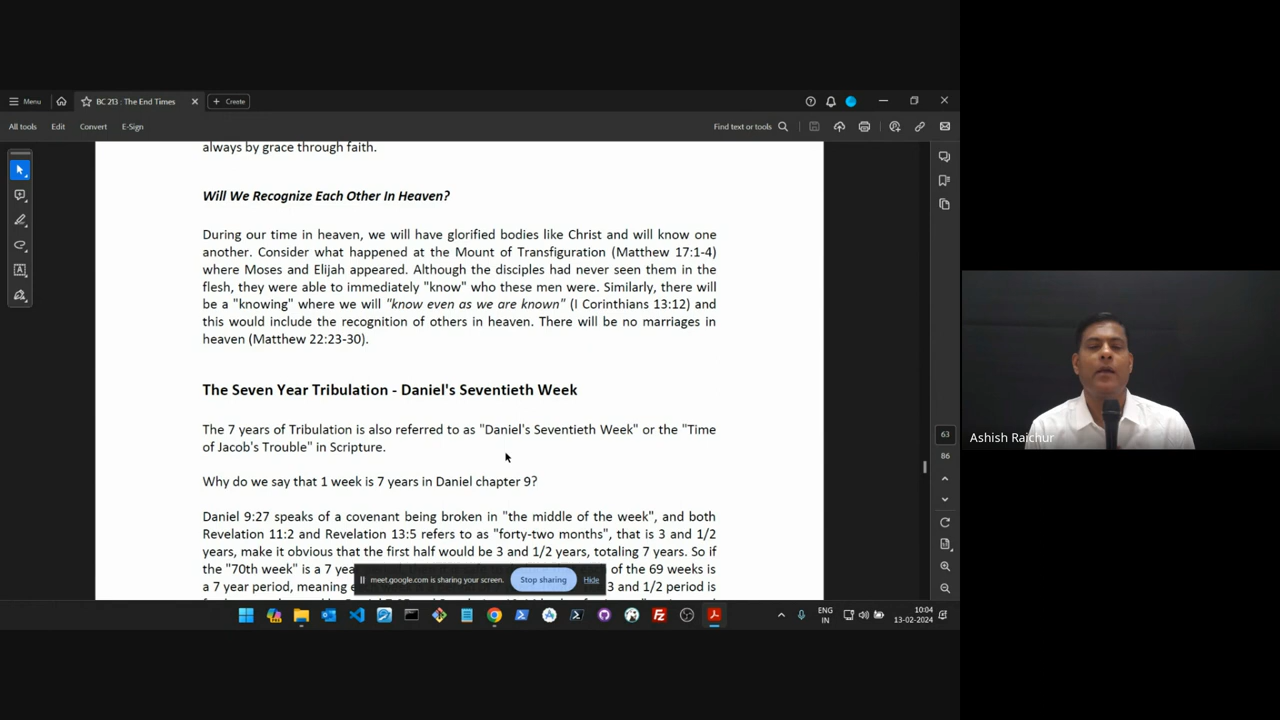 Menu
BC 213 : The End Times
+ Create
All tools Edit Convert E-Sign
Find text or tools
always by grace through faith.
Will We Recognize Each Other In Heaven?
During our time in heaven, we will have glorified bodies like Christ and will know one
another. Consider what happened at the Mount of Transfiguration (Matthew 17:1-4)
where Moses and Elijah appeared. Although the disciples had never seen them in the
flesh, they were able to immediately "know" who these men were. Similarly, there will
be a "knowing" where we will "know even as we are known" (I Corinthians 13:12) and
this would include the recognition of others in heaven. There will be no marriages in
heaven (Matthew 22:23-30).
The Seven Year Tribulation - Daniel's Seventieth Week
The 7 years of Tribulation is also referred to as "Daniel's Seventieth Week" or the "Time
of Jacob's Trouble" in Scripture.
Why do we say that 1 week is 7 years in Daniel chapter 9?
Daniel 9:27 speaks of a covenant being broken in "the middle of the week", and both
Revelation 11:2 and Revelation 13:5 refers to as "forty-two months", that is 3 and 1/2
years, make it obvious that the first half would be 3 and 1/2 years, totaling 7 years. So if
the "70th week" is a 7 yea of the 69 weeks is
a 7 year period, meaning 3 and 1/2 period is
meet.google.com is sharing your screen. Stop sharing Hide
63
86
Ashish Raichur
ENG
IN
10:04
13-02-2024